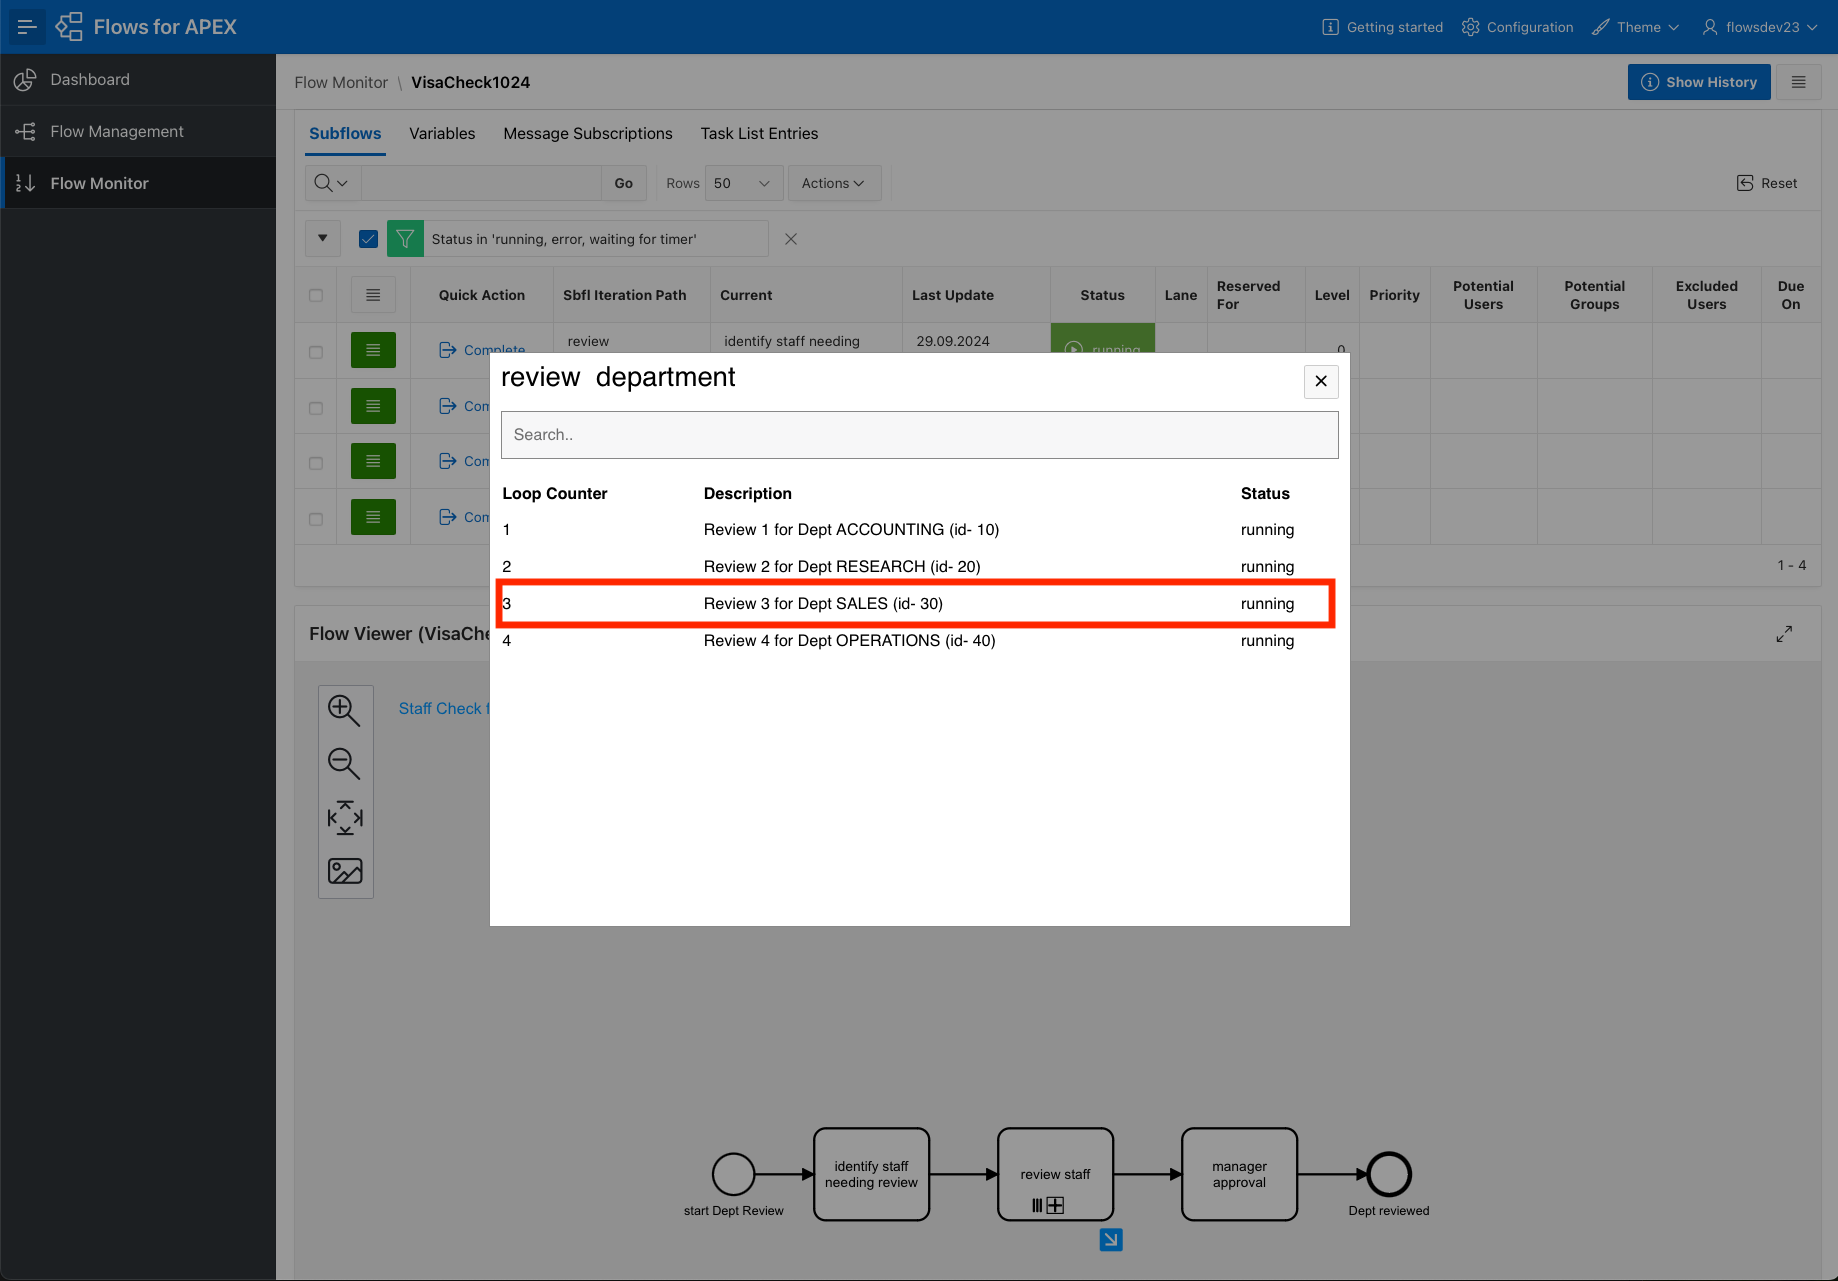 Flows for APEX
Getting started
Configuration
Theme
flowsdev23
Dashboard
Flow Management
Flow Monitor
Flow Monitor \ VisaCheck1024
Show History
Subflows Variables Message Subscriptions Task List Entries
Go
Rows 50
Actions
Reset
Status in 'running, error, waiting for timer'
Quick Action Sbfl Iteration Path Current Last Update Status Lane Reserved For Level Priority Potential Users Potential Groups Excluded Users Due On
Complete review identify staff needing 29.09.2024 running 0
Com
Com
Com
1 - 4
review department
Search..
Loop Counter Description Status
1 Review 1 for Dept ACCOUNTING (id- 10) running
2 Review 2 for Dept RESEARCH (id- 20) running
3 Review 3 for Dept SALES (id- 30) running
4 Review 4 for Dept OPERATIONS (id- 40) running
Flow Viewer (VisaChe
Staff Check f
identify staff
needing review
review staff
manager
approval
start Dept Review
Dept reviewed